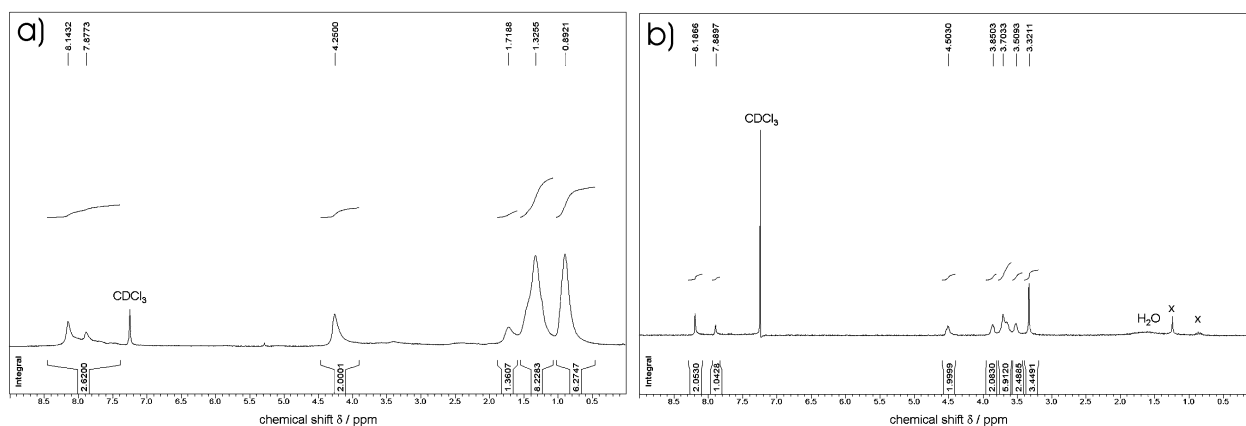 a)
8.1432
7.8773
4.2500
1.7188
1.3255
0.8921
CDCl3
Integral
2.6200
2.0001
1.3607
8.2283
6.2747
8.5 8.0 7.5 7.0 6.5 6.0 5.5 5.0 4.5 4.0 3.5 3.0 2.5 2.0 1.5 1.0 0.5
chemical shift δ / ppm
b)
8.1866
7.8897
4.5030
3.8503
3.7033
3.5093
3.3211
CDCl3
H2O
x
x
Integral
2.0530
1.0428
1.9999
2.0830
5.9120
2.4885
3.4491
8.5 8.0 7.5 7.0 6.5 6.0 5.5 5.0 4.5 4.0 3.5 3.0 2.5 2.0 1.5 1.0 0.5
chemical shift δ / ppm